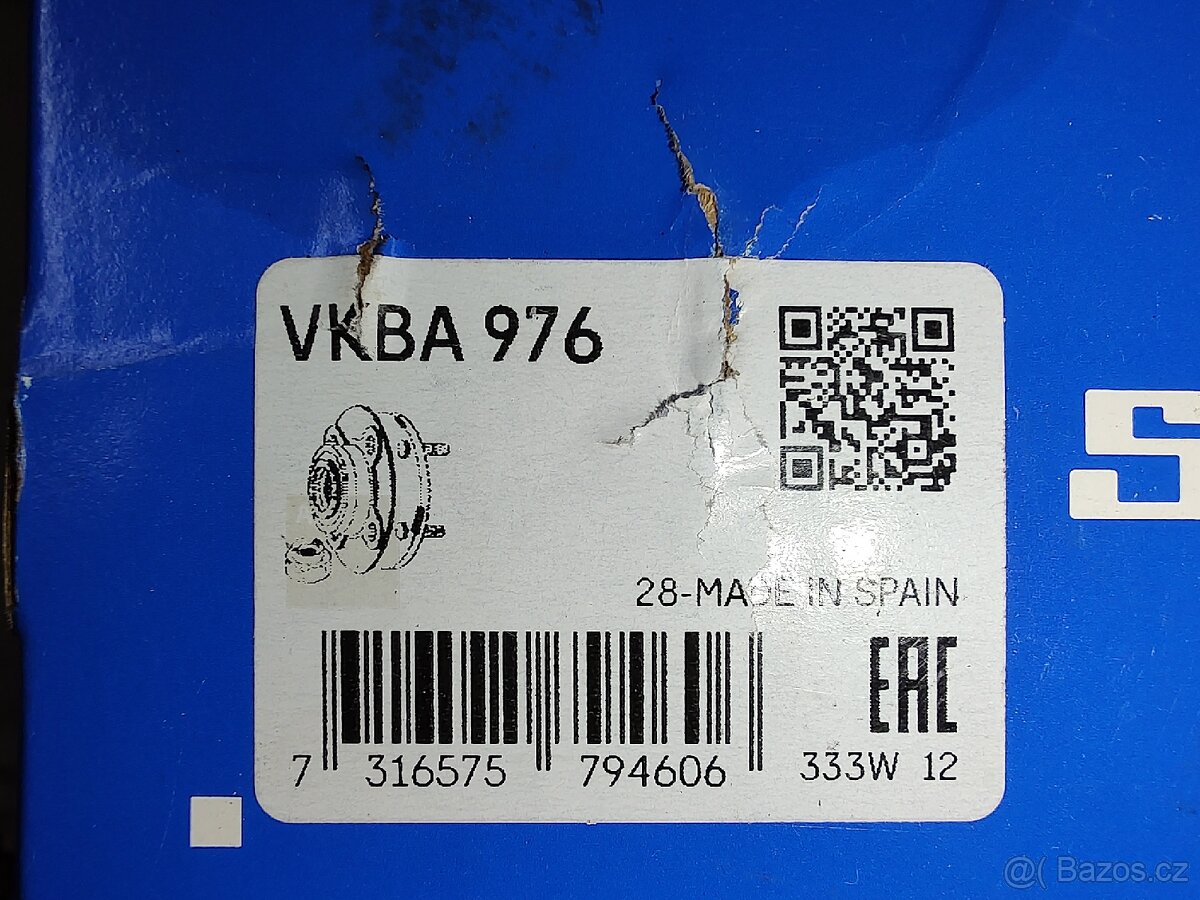 VKBA 976
S
28-MADE IN SPAIN
EAC
7 316575 794606
333W 12
@( Bazos.cz